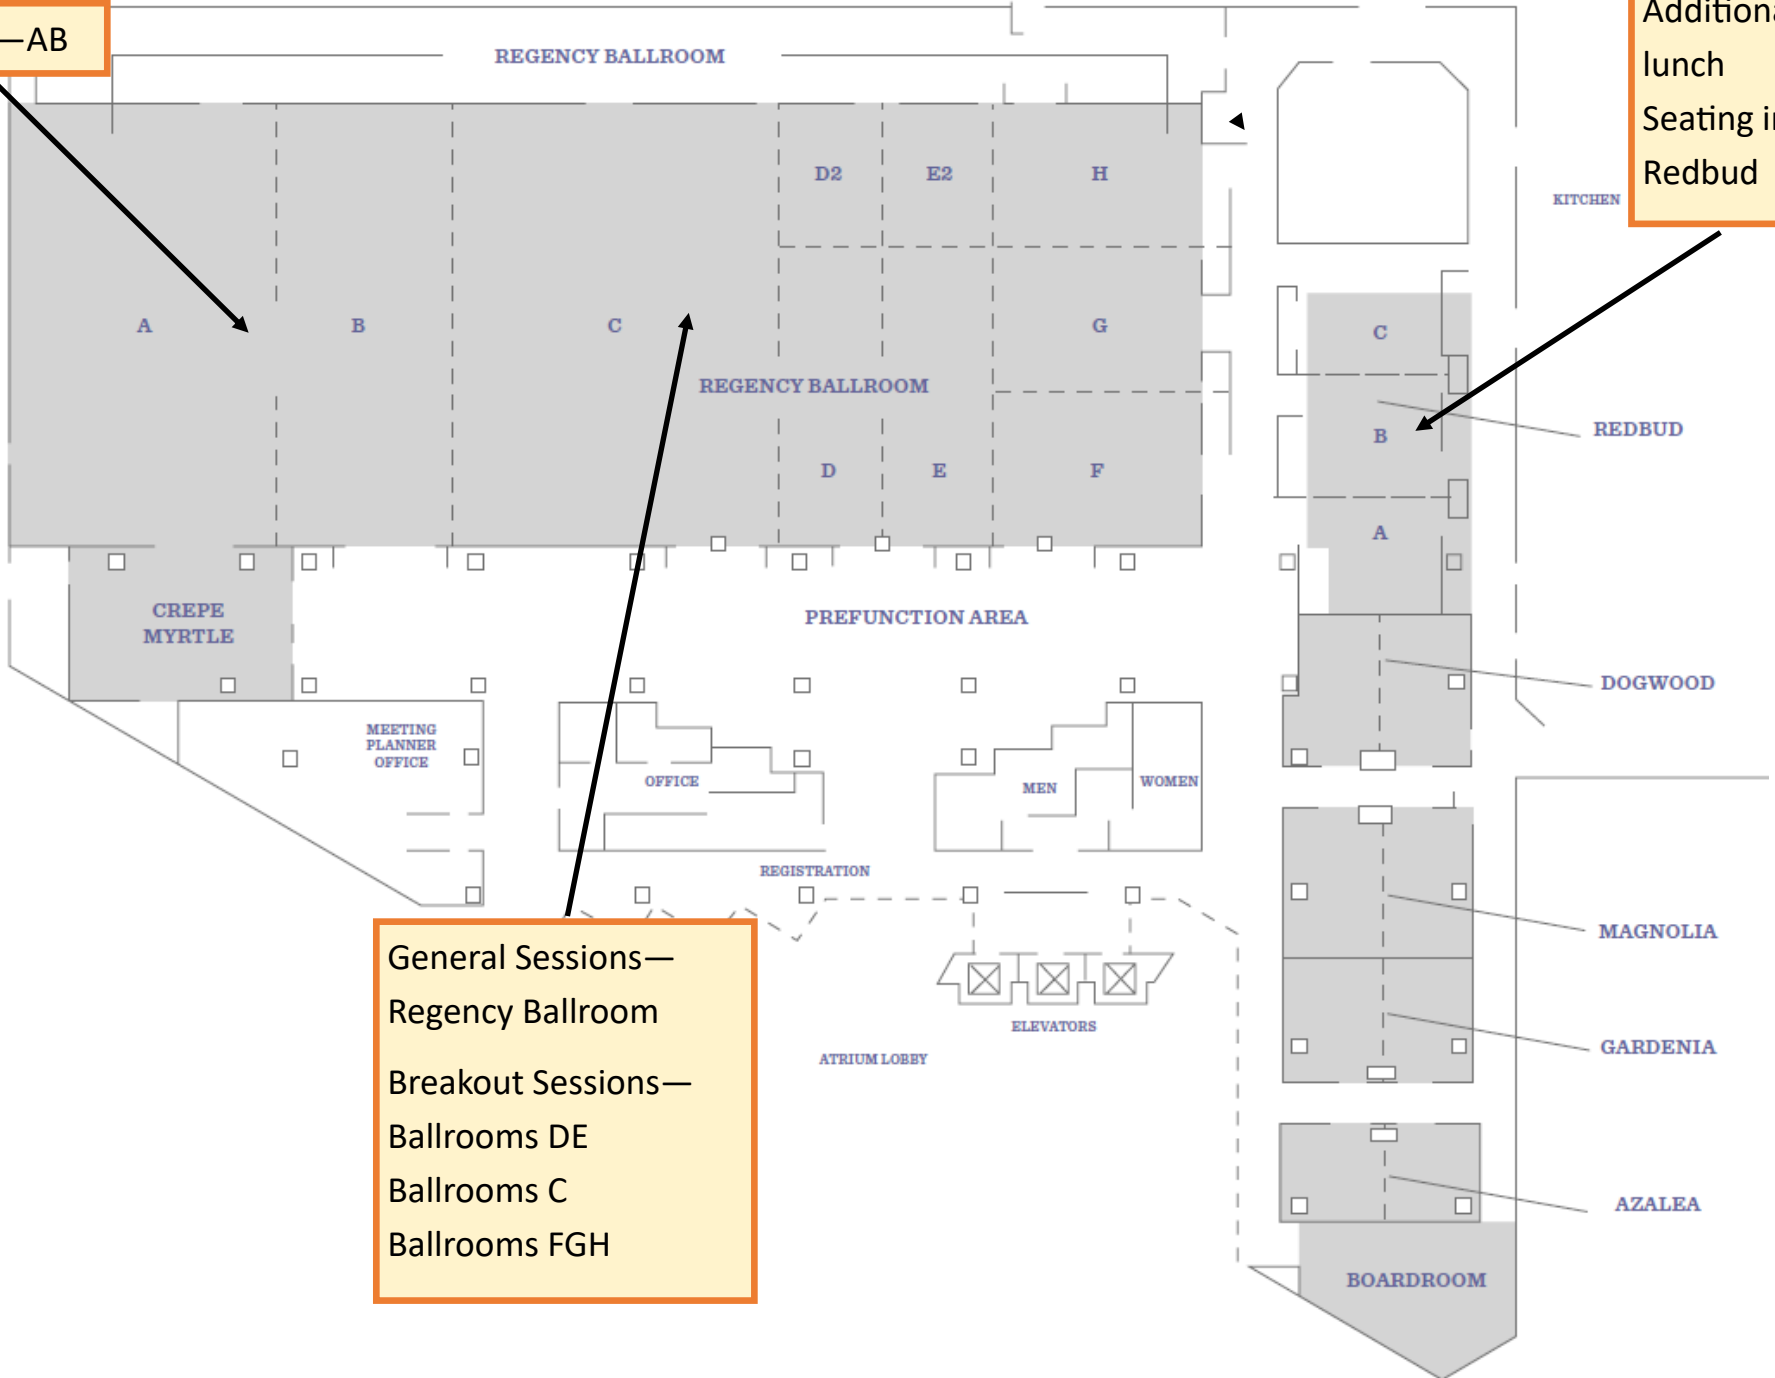 —AB
REGENCY BALLROOM
lunch
Seating
Redbud
D2 E2 H
KITCHEN
A B C G
C
REGENCY BALLROOM
REDBUD
B
D E F
A
CREPE
MYRTLE
PREFUNCTION AREA
DOGWOOD
MEETING
PLANNER
OFFICE
OFFICE
MEN
WOMEN
REGISTRATION
MAGNOLIA
General Sessions—
Regency Ballroom
Breakout Sessions—
Ballrooms DE
Ballrooms C
Ballrooms FGH
ELEVATORS
ATRIUM LOBBY
GARDENIA
AZALEA
BOARDROOM